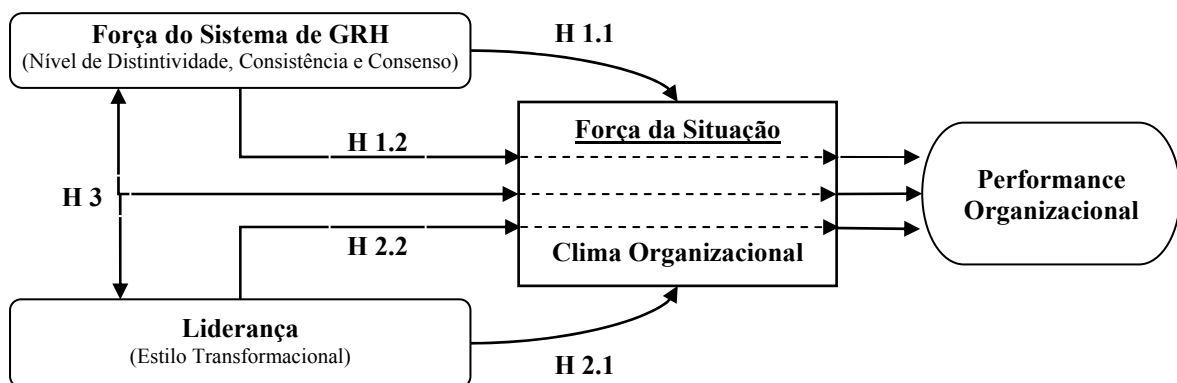 Força do Sistema de GRH
(Nível de Distintividade, Consistência e Consenso)
H 1.1
Força da Situação
H 1.2
H 3
Performance
Organizacional
H 2.2
Clima Organizacional
Liderança
(Estilo Transformacional)
H 2.1